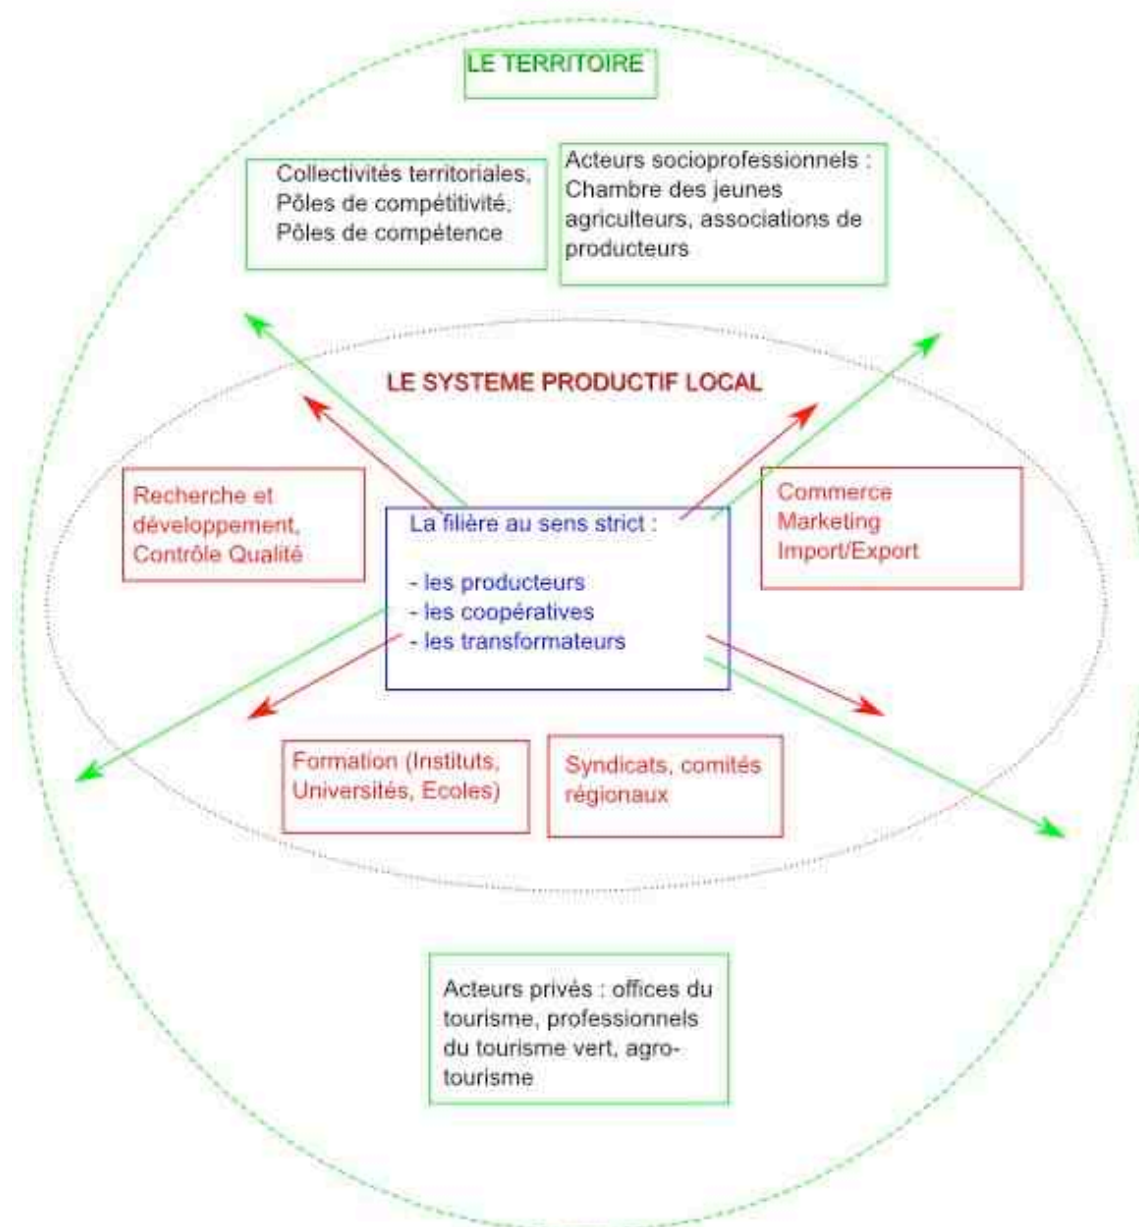 LE TERRITOIRE
Collectivités territoriales,
Pôles de compétitivité,
Pôles de compétence
Acteurs socioprofessionnels :
Chambre des jeunes
agriculteurs, associations de
producteurs
LE SYSTEME PRODUCTIF LOCAL
Recherche et
développement,
Contrôle Qualité
La filière au sens strict :
- les producteurs
- les coopératives
- les transformateurs
Commerce
Marketing
Import/Export
Formation (Instituts,
Universités, Ecoles)
Syndicats, comités
régionaux
Acteurs privés : offices du
tourisme, professionnels
du tourisme vert, agro-
tourisme